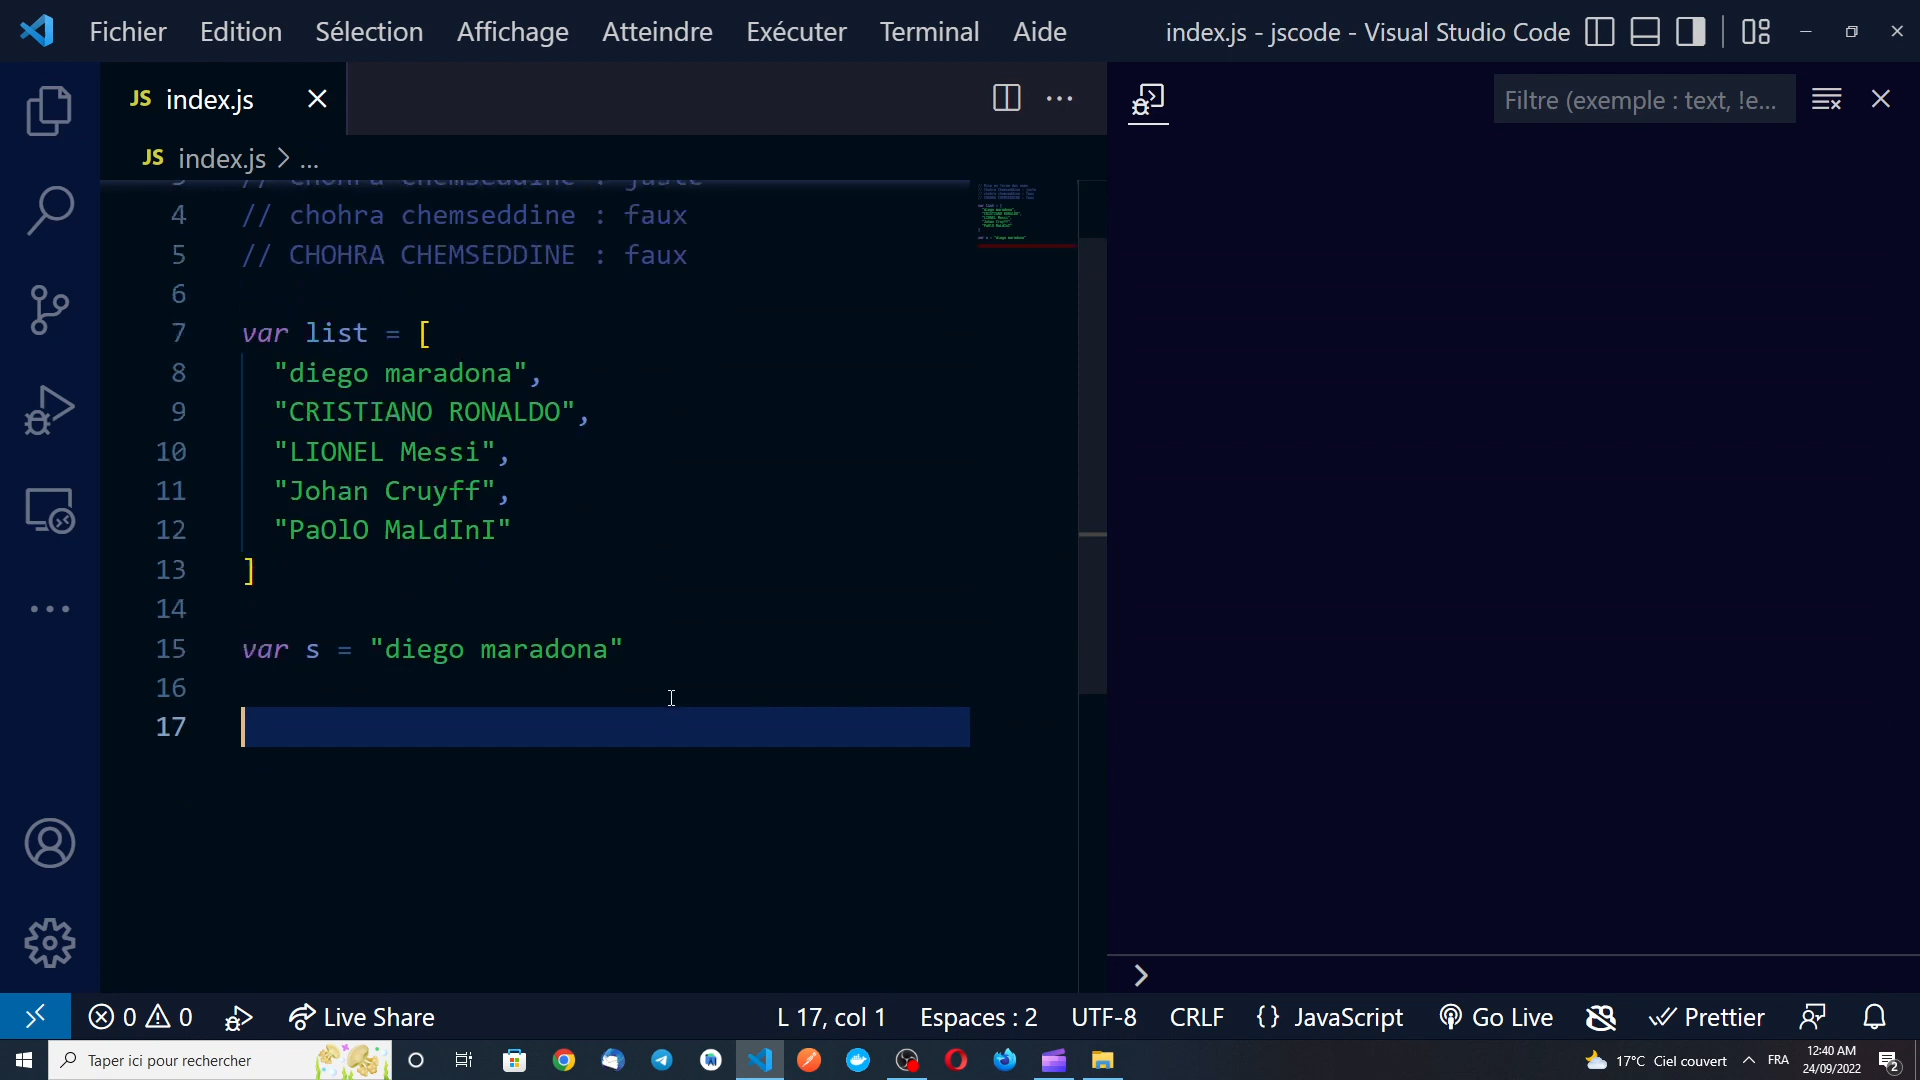 Fichier Edition Sélection Affichage Atteindre Exécuter Terminal Aide index.js - jscode - Visual Studio Code
JS index.js
Filtre (exemple : text, !e...
JS index.js > ...
4 // chohra chemseddine : faux
5 // CHOHRA CHEMSEDDINE : faux
6
7 var list = [
8 "diego maradona",
9 "CRISTIANO RONALDO",
10 "LIONEL Messi",
11 "Johan Cruyff",
12 "PaOlO MaLdInI"
13 ]
14
15 var s = "diego maradona"
16
17
0 0 Live Share L 17, col 1 Espaces : 2 UTF-8 CRLF {} JavaScript Go Live Prettier
Taper ici pour rechercher
17°C Ciel couvert FRA 12:40 AM
24/09/2022
2